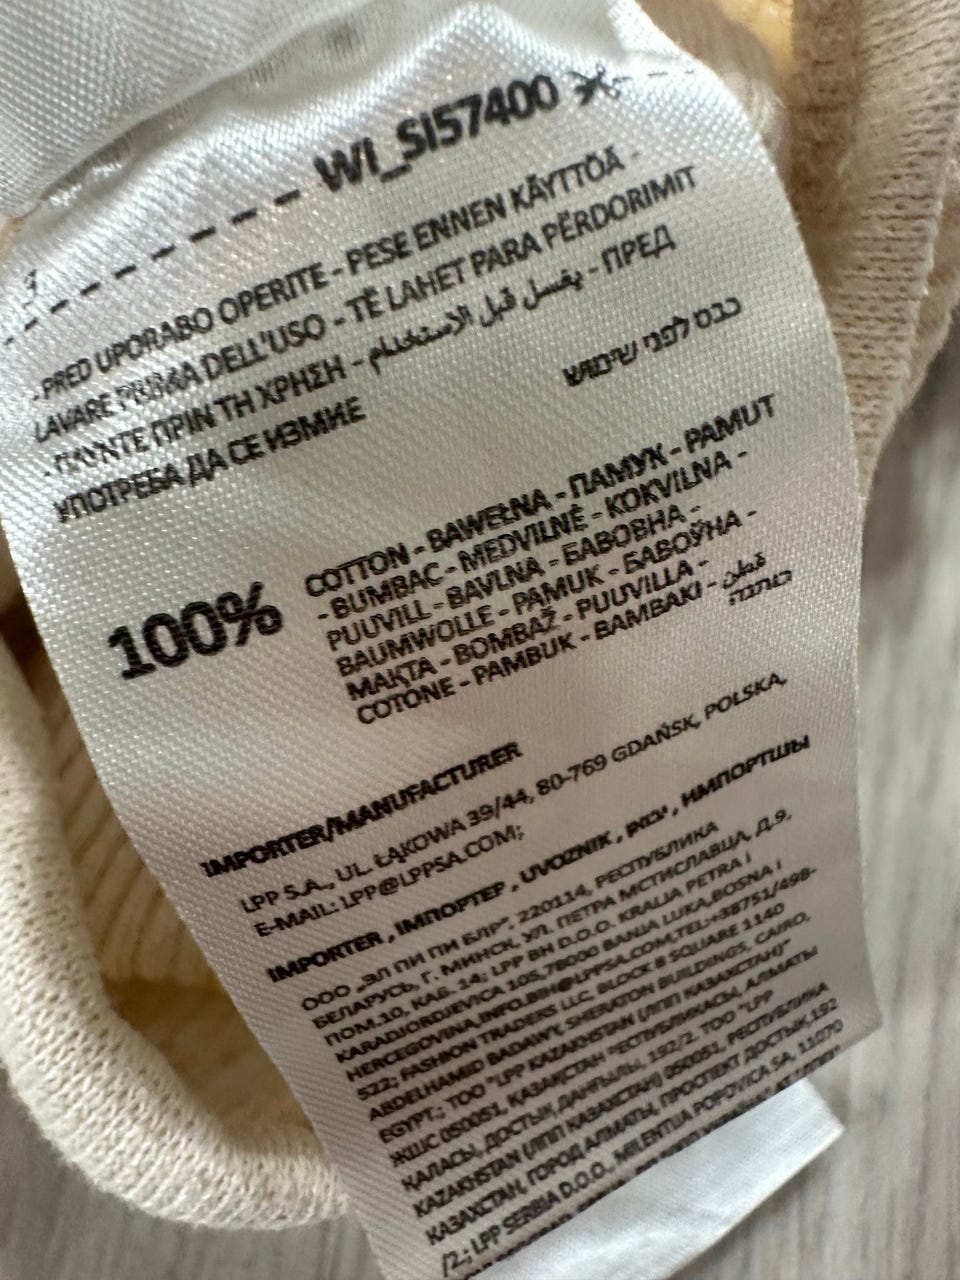 WI_SI57400
- PRED UPORABO OPERITE - PESE ENNEN KÄYTTÖÄ -
LAVARE PRIMA DELL'USO - TË LAHET PARA PËRDORIMIT
- ΠΛΥΝΤΕ ΠΡΙΝ ΤΗ ΧΡΗΣΗ - يغسل قبل الاستخدام - ПРЕД
УПОТРЕБА ДА СЕ ИЗМИЕ
כבס לפני שימוש
100%
COTTON - BAWEŁNA - ПАМУК - PAMUT
- BUMBAC - MEDVILNĖ - KOKVILNA -
PUUVILL - BAVLNA - БАВОВНА -
BAUMWOLLE - PAMUK - БАВОЎНА -
МАҚТА - BOMBAŽ - PUUVILLA - قطن
COTONE - PAMBUK - BAMBAKI - כותנה
IMPORTER/MANUFACTURER
LPP S.A., UL. ŁĄKOWA 39/44, 80-769 GDAŃSK, POLSKA,
E-MAIL: LPP@LPPSA.COM;
IMPORTER, ІМПОРТЕР, UVOZNIK, יבואן, ИМПОРТШЫ
ООО „ЭЛ ПИ ПИ БЛР", 220114, РЕСПУБЛИКА
БЕЛАРУСЬ, Г. МИНСК, УЛ. ПЕТРА МСТИСЛАВЦА, Д.9,
ПОМ.10, КАБ. 14; LPP BH D.O.O. KRALJA PETRA I
KARADJORDJEVICA 105,78000 BANJA LUKA,BOSNA I
HERCEGOVINA,INFO.BIH@LPPSA.COM,TEL:+38751/498-
522; FASHION TRADERS LLC. BLOCK 8 SQUARE 1140
ABDELHAMID BADAWY, SHERATON BUILDINGS, CAIRO,
EGYPT.; ТОО "LPP KAZAKHSTAN (ЛПП КАЗАХСТАН)"
ЖШС (050051, ҚАЗАҚСТАН РЕСПУБЛИКАСЫ, АЛМАТЫ
ҚАЛАСЫ, ДОСТЫҚ ДАҢҒЫЛЫ, 192/2. ТОО "LPP
KAZAKHSTAN (ЛПП КАЗАХСТАН) (050051, РЕСПУБЛИКА
КАЗАХСТАН, ГОРОД АЛМАТЫ, ПРОСПЕКТ ДОСТЫК,192
/2.; LPP SERBIA D.O.O., MILENTIJA POPOVICA 5A, 11070